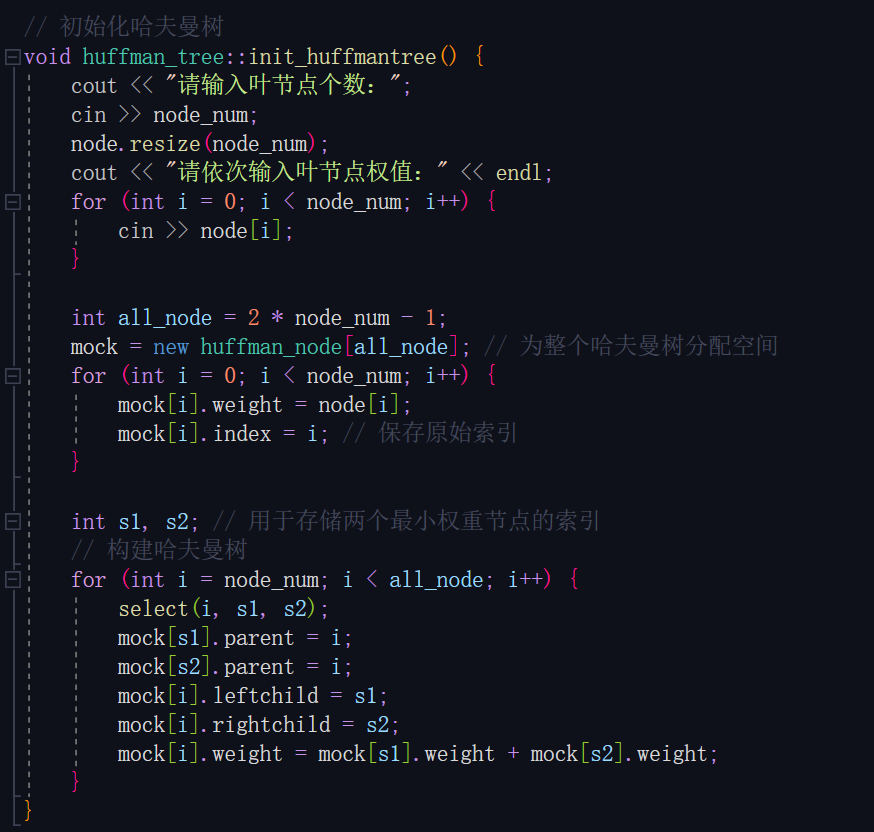 // 初始化哈夫曼树
void huffman_tree::init_huffmantree() {
    cout << "请输入叶节点个数：";
    cin >> node_num;
    node.resize(node_num);
    cout << "请依次输入叶节点权值：" << endl;
    for (int i = 0; i < node_num; i++) {
        cin >> node[i];
    }
    int all_node = 2 * node_num - 1;
    mock = new huffman_node[all_node]; // 为整个哈夫曼树分配空间
    for (int i = 0; i < node_num; i++) {
        mock[i].weight = node[i];
        mock[i].index = i; // 保存原始索引
    }
    int s1, s2; // 用于存储两个最小权重节点的索引
    // 构建哈夫曼树
    for (int i = node_num; i < all_node; i++) {
        select(i, s1, s2);
        mock[s1].parent = i;
        mock[s2].parent = i;
        mock[i].leftchild = s1;
        mock[i].rightchild = s2;
        mock[i].weight = mock[s1].weight + mock[s2].weight;
    }
}